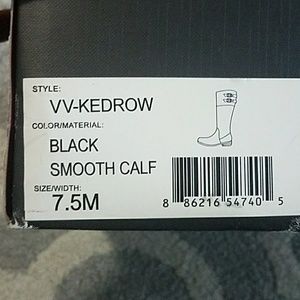 STYLE:
VV-KEDROW
COLOR/MATERIAL:
BLACK
SMOOTH CALF
SIZE/WIDTH:
7.5M
8 86216 54740 5